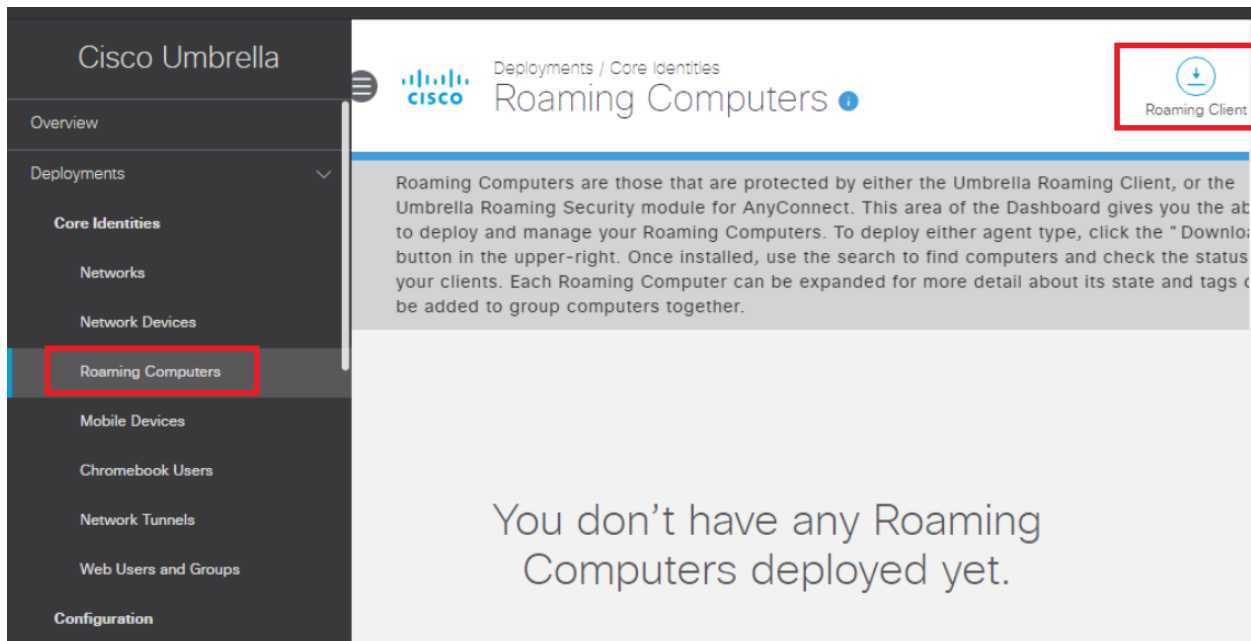 Cisco Umbrella
Overview
Deployments
Core Identities
Networks
Network Devices
Roaming Computers
Mobile Devices
Chromebook Users
Network Tunnels
Web Users and Groups
Configuration
CISCO
Deployments / Core Identities
Roaming Computers i
Roaming Client
Roaming Computers are those that are protected by either the Umbrella Roaming Client, or the
Umbrella Roaming Security module for AnyConnect. This area of the Dashboard gives you the
to deploy and manage your Roaming Computers. To deploy either agent type, click the "
button in the upper-right. Once installed, use the search to find computers and check the status
your clients. Each Roaming Computer can be expanded for more detail about its state and tags
be added to group computers together.
You don't have any Roaming
Computers deployed yet.